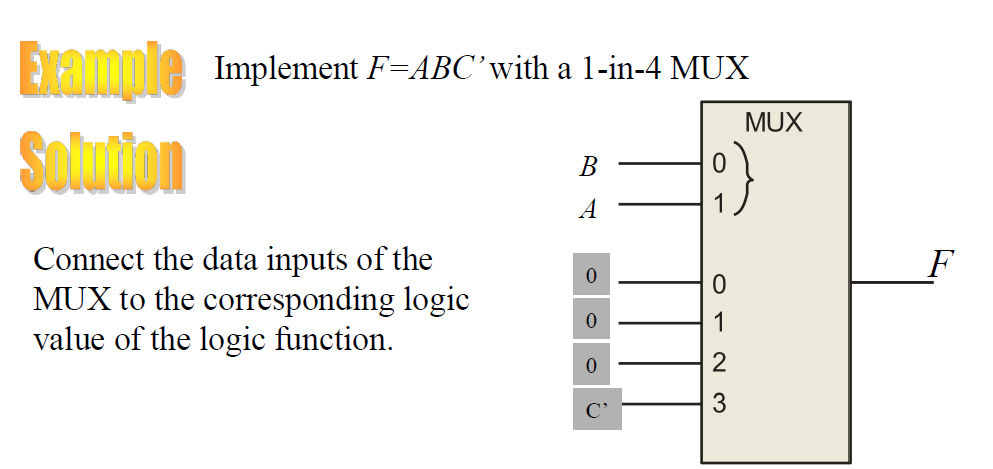 Example
Implement F=ABC’ with a 1-in-4 MUX
Solution
Connect the data inputs of the
MUX to the corresponding logic
value of the logic function.
MUX
B 0
A 1
0 0
0 1
0 2
C’ 3
F